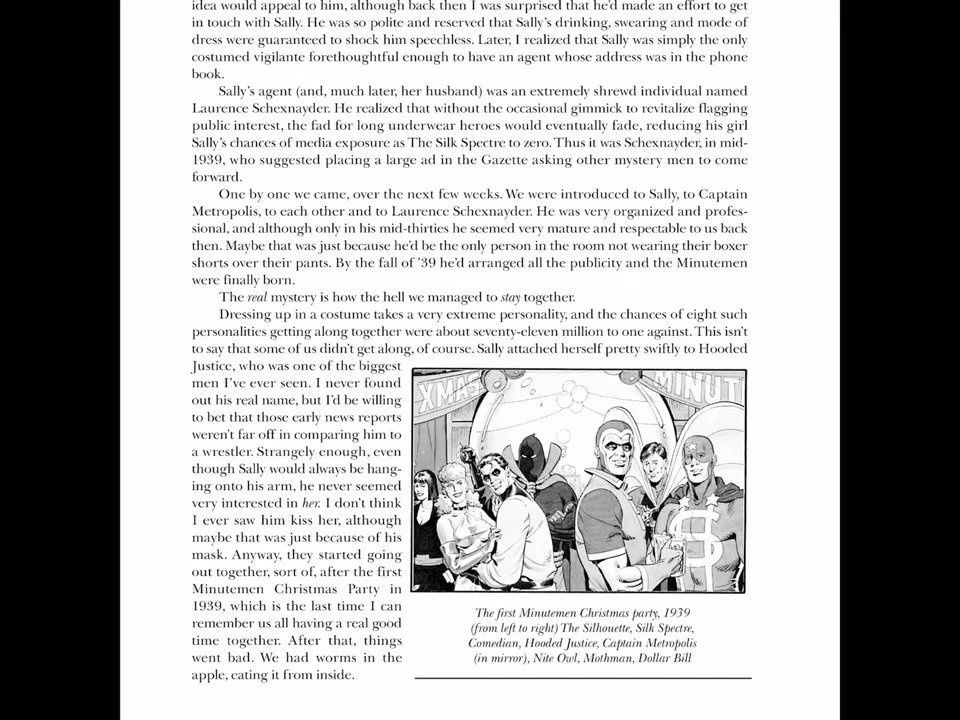 idea would appeal to him, although back then I was surprised that he'd made an effort to get
in touch with Sally. He was so polite and reserved that Sally's drinking, swearing and mode of
dress were guaranteed to shock him speechless. Later, I realized that Sally was simply the only
costumed vigilante forethoughtful enough to have an agent whose address was in the phone
book.
Sally's agent (and, much later, her husband) was an extremely shrewd individual named
Laurence Schexnayder. He realized that without the occasional gimmick to revitalize flagging
public interest, the fad for long underwear heroes would eventually fade, reducing his girl
Sally's chances of media exposure as The Silk Spectre to zero. Thus it was Schexnayder, in mid-
1939, who suggested placing a large ad in the Gazette asking other mystery men to come
forward.
One by one we came, over the next few weeks. We were introduced to Sally, to Captain
Metropolis, to each other and to Laurence Schexnayder. He was very organized and profes-
sional, and although only in his mid-thirties he seemed very mature and respectable to us back
then. Maybe that was just because he'd be the only person in the room not wearing their boxer
shorts over their pants. By the fall of '39 he'd arranged all the publicity and the Minutemen
were finally born.
The real mystery is how the hell we managed to stay together.
Dressing up in a costume takes a very extreme personality, and the chances of eight such
personalities getting along together were about seventy-eleven million to one against. This isn't
to say that some of us didn't get along, of course. Sally attached herself pretty swiftly to Hooded
Justice, who was one of the biggest
men I've ever seen. I never found
out his real name, but I'd be willing
to bet that those early news reports
weren't far off in comparing him to
a wrestler. Strangely enough, even
though Sally would always be hang-
ing onto his arm, he never seemed
very interested in her. I don't think
I ever saw him kiss her, although
maybe that was just because of his
mask. Anyway, they started going
out together, sort of, after the first
Minutemen Christmas Party in
1939, which is the last time I can
remember us all having a real good
time together. After that, things
went bad. We had worms in the
apple, eating it from inside.
XMAS
MINUT
The first Minutemen Christmas party, 1939
(from left to right) The Silhouette, Silk Spectre,
Comedian, Hooded Justice, Captain Metropolis
(in mirror), Nite Owl, Mothman, Dollar Bill